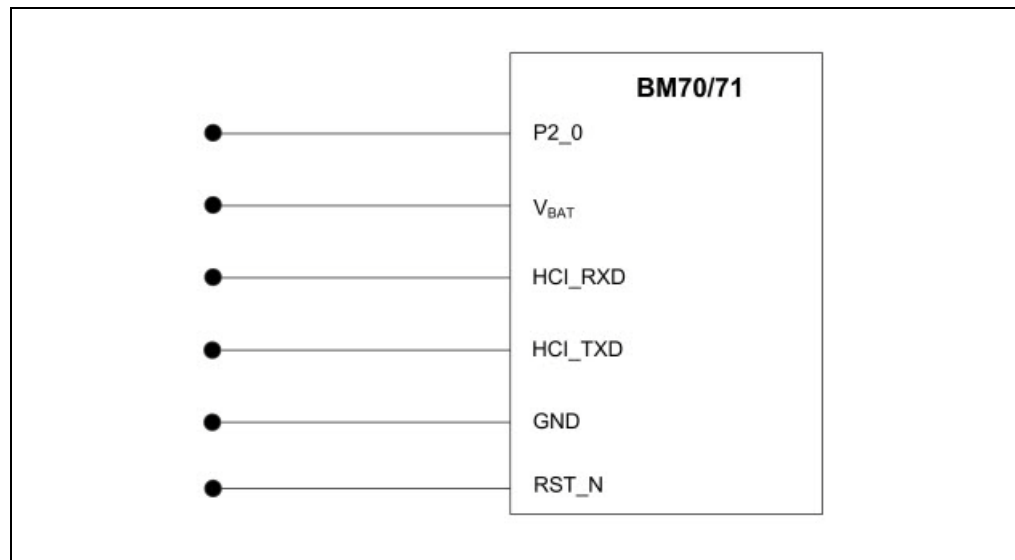 BM70/71
P2_0
VBAT
HCI_RXD
HCI_TXD
GND
RST_N